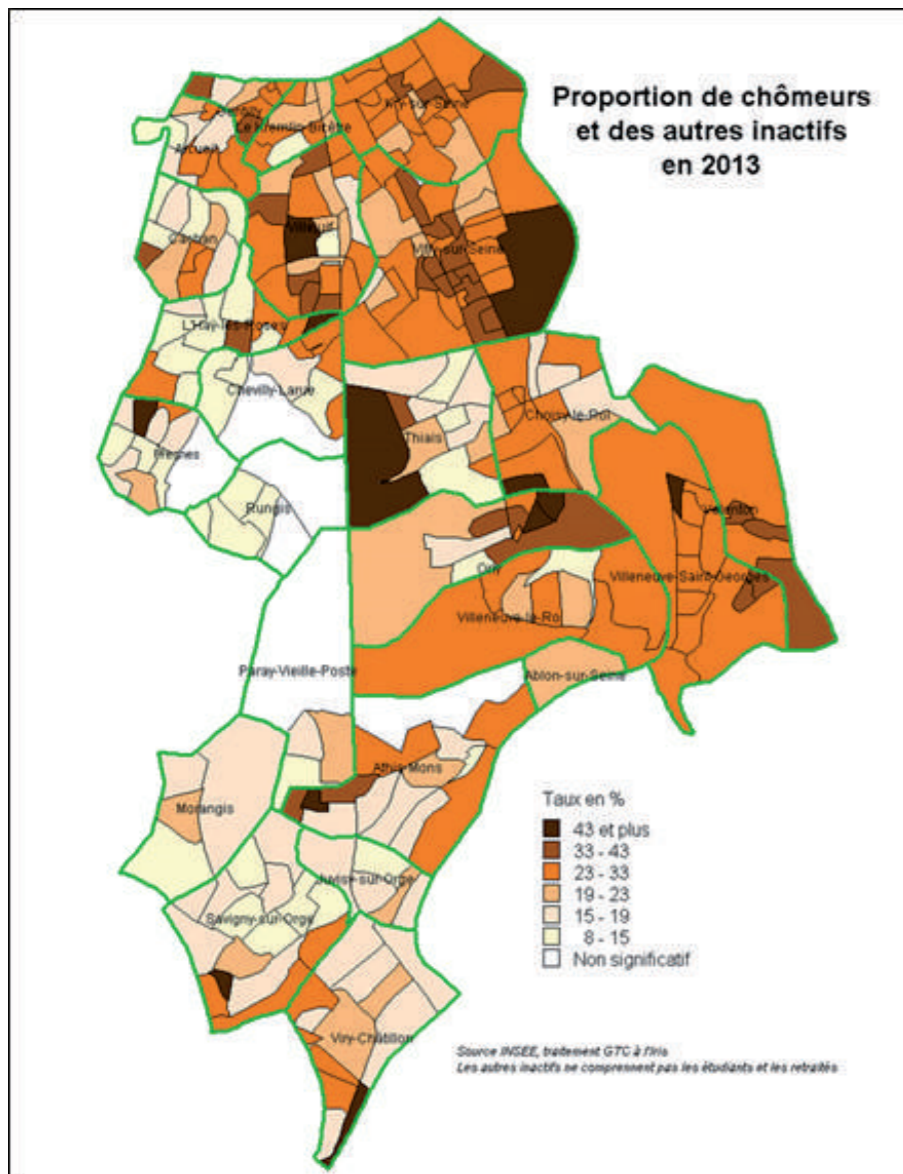 Proportion de chômeurs
et des autres inactifs
en 2013
Ivry-sur-Seine
Gentilly
Le Kremlin-Bicêtre
Arcueil
Cachan
Villejuif
Vitry-sur-Seine
L'Hay-les-Roses
Chevilly-Larue
Choisy-le-Roi
Thiais
Fresnes
Rungis
Valenton
Orly
Villeneuve-Saint-Georges
Villeneuve-le-Roi
Paray-Vieille-Poste
Ablon-sur-Seine
Athis-Mons
Morangis
Juvisy-sur-Orge
Savigny-sur-Orge
Viry-Châtillon
Taux en %
43 et plus
33 - 43
23 - 33
19 - 23
15 - 19
8 - 15
Non significatif
Source INSEE, traitement GTC à l'Iris
Les autres inactifs ne comprennent pas les étudiants et les retraités